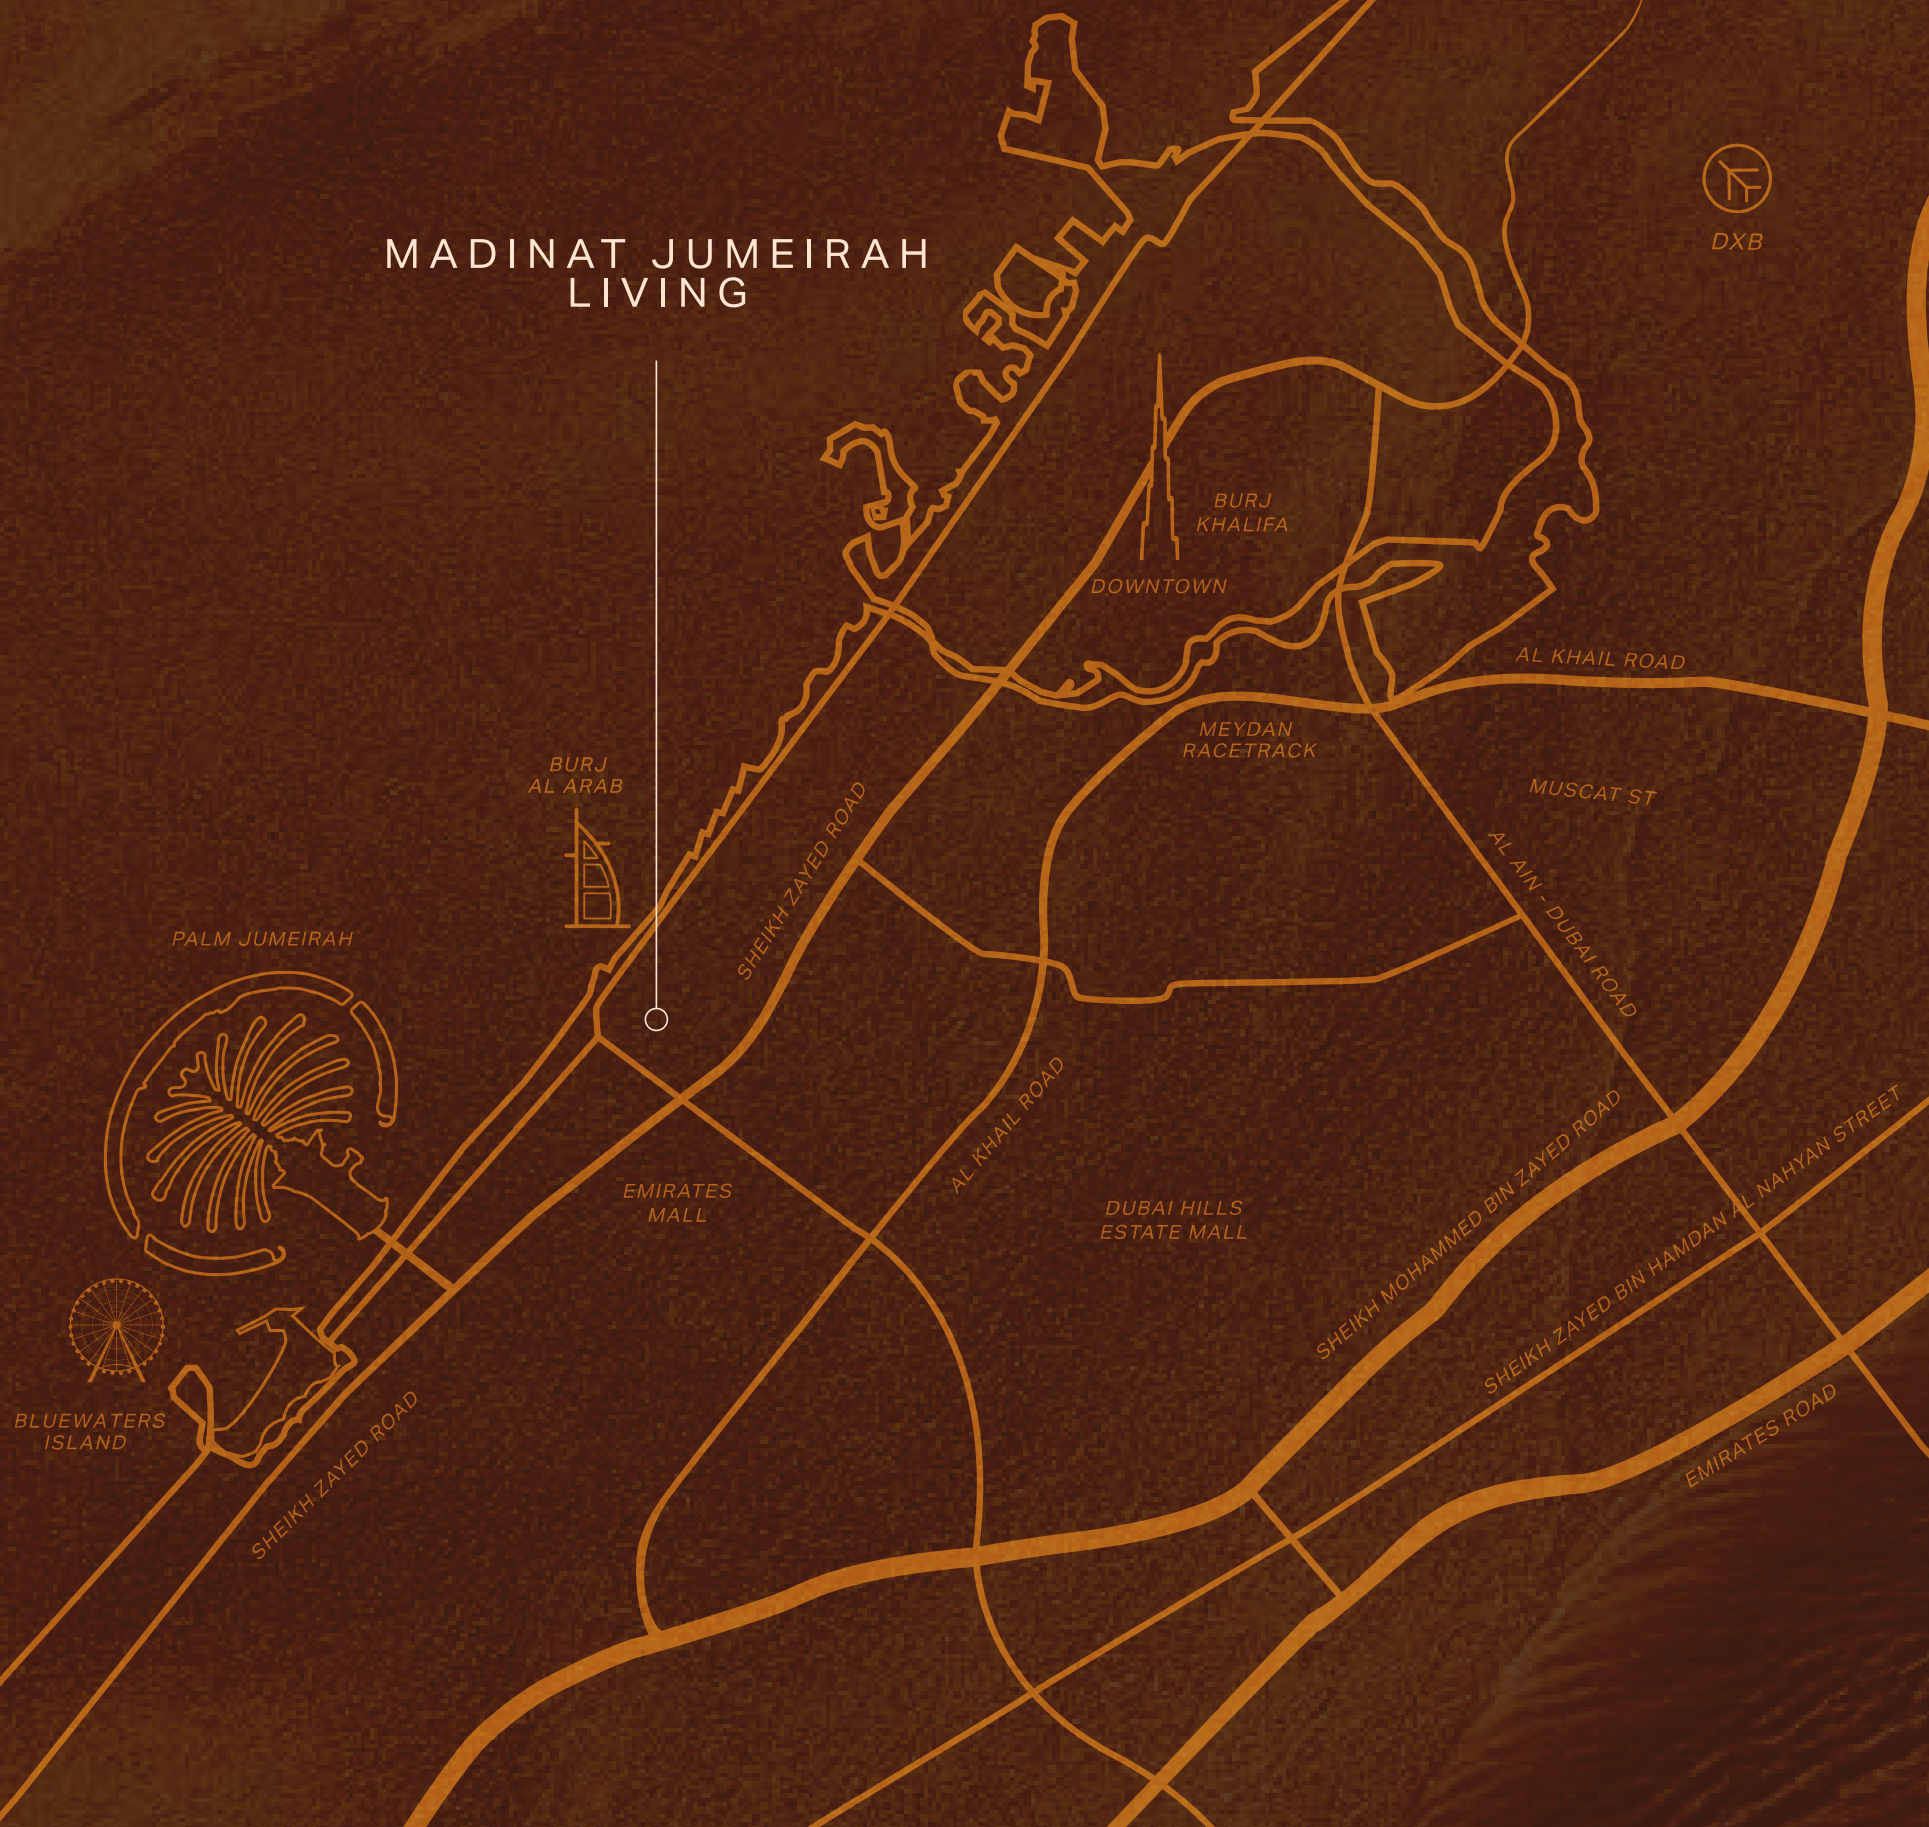 DXB
MADINAT JUMEIRAH
LIVING
BURJ
KHALIFA
DOWNTOWN
AL KHAIL ROAD
MEYDAN
RACETRACK
BURJ
AL ARAB
MUSCAT ST
SHEIKH ZAYED ROAD
AL AIN - DUBAI ROAD
PALM JUMEIRAH
AL KHAIL ROAD
EMIRATES
MALL
DUBAI HILLS
ESTATE MALL
SHEIKH MOHAMMED BIN ZAYED ROAD
SHEIKH ZAYED BIN HAMDAN AL NAHYAN STREET
BLUEWATERS
ISLAND
SHEIKH ZAYED ROAD
EMIRATES ROAD